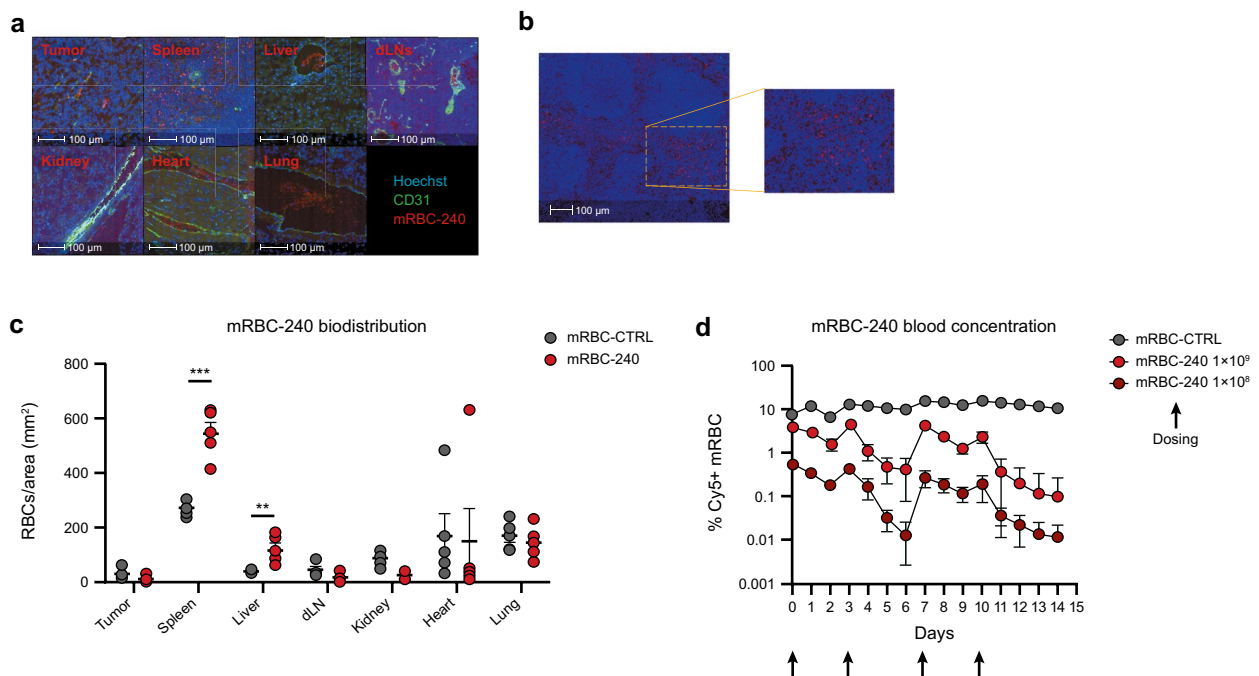 a
Tumor Spleen Liver dLNs
100 µm 100 µm 100 µm 100 µm
Kidney Heart Lung
Hoechst
CD31
mRBC-240
100 µm 100 µm 100 µm
b
100 µm
c
mRBC-240 biodistribution
mRBC-CTRL
mRBC-240
RBCs/area (mm²)
800
600
400
200
0
***
**
Tumor Spleen Liver dLN Kidney Heart Lung
d
mRBC-240 blood concentration
mRBC-CTRL
mRBC-240 1×10⁹
mRBC-240 1×10⁸
Dosing
% Cy5+ mRBC
100
10
1
0.1
0.01
0.001
0 1 2 3 4 5 6 7 8 9 10 11 12 13 14 15
Days